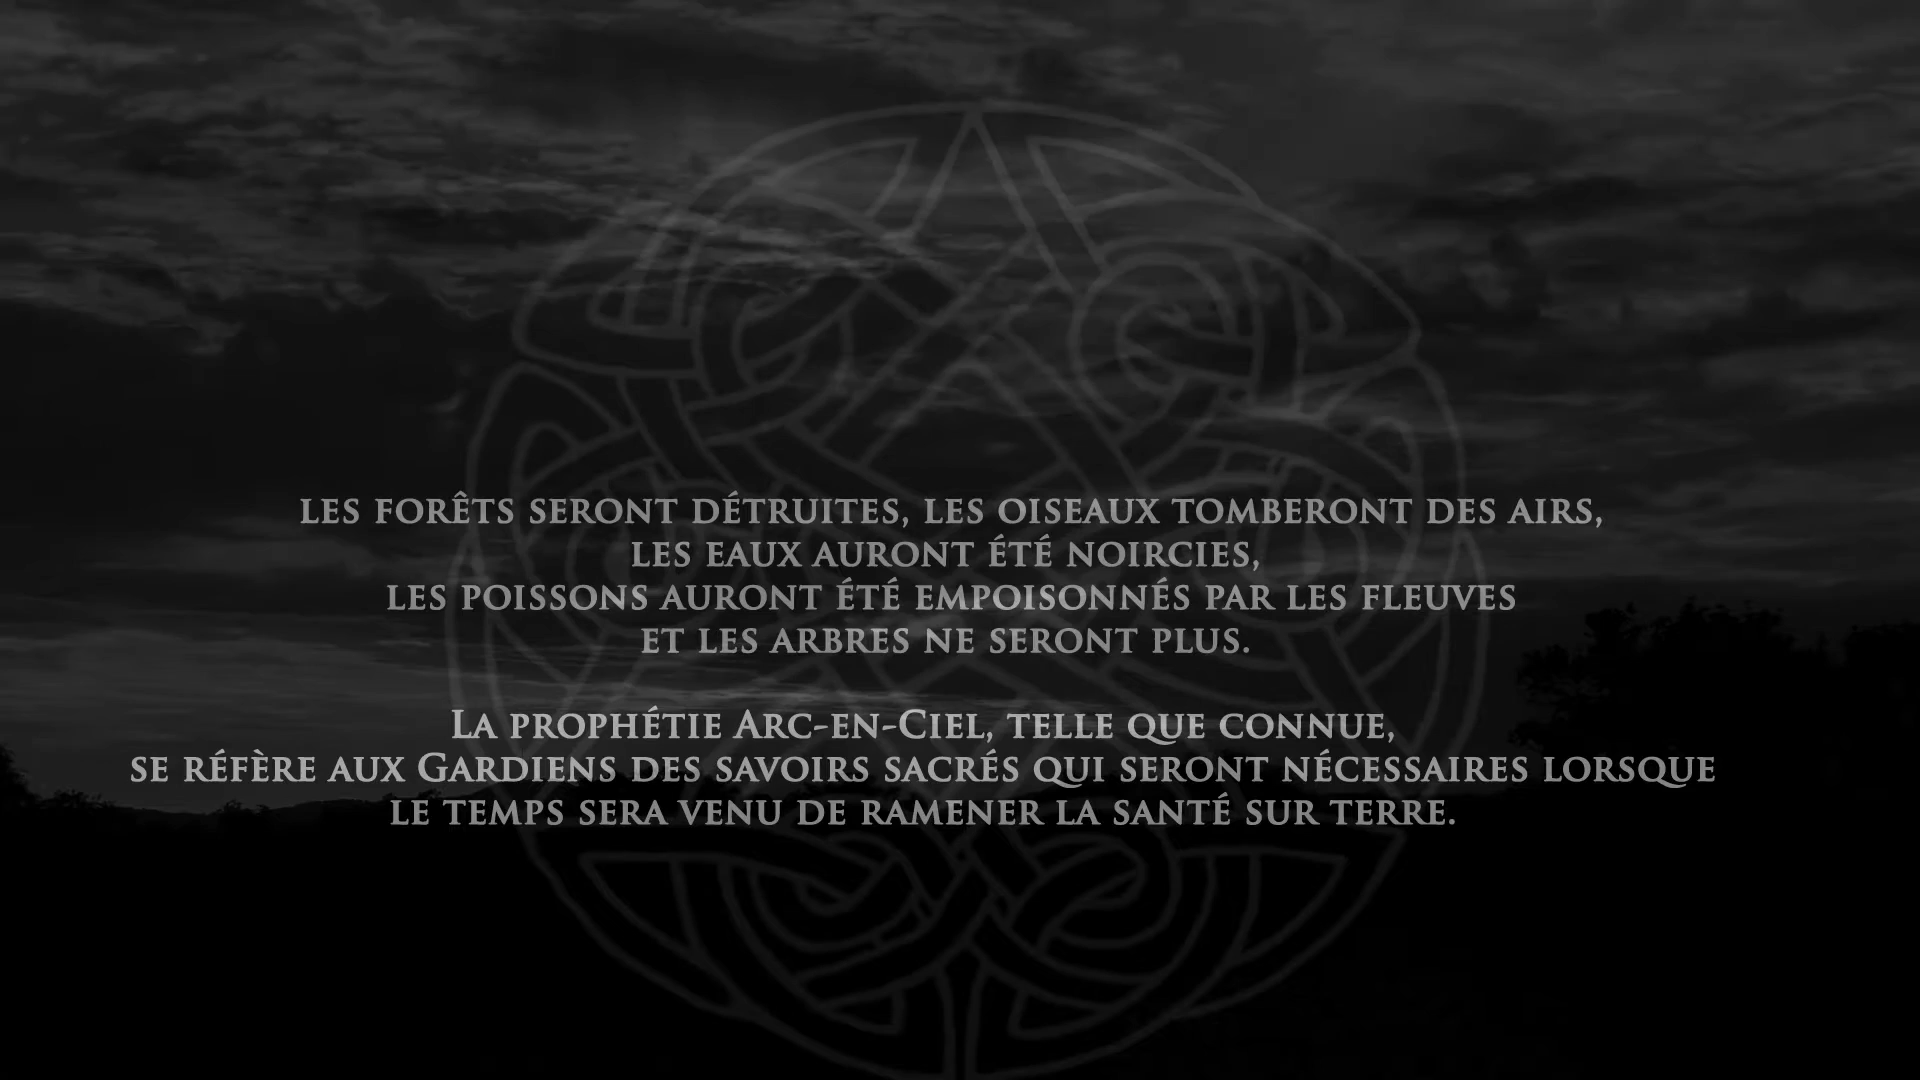 LES FORÊTS SERONT DÉTRUITES, LES OISEAUX TOMBERONT DES AIRS,
LES EAUX AURONT ÉTÉ NOIRCIES,
LES POISSONS AURONT ÉTÉ EMPOISONNÉS PAR LES FLEUVES
ET LES ARBRES NE SERONT PLUS.
LA PROPHÉTIE ARC-EN-CIEL, TELLE QUE CONNUE,
SE RÉFÈRE AUX GARDIENS DES SAVOIRS SACRÉS QUI SERONT NÉCESSAIRES LORSQUE
LE TEMPS SERA VENU DE RAMENER LA SANTÉ SUR TERRE.